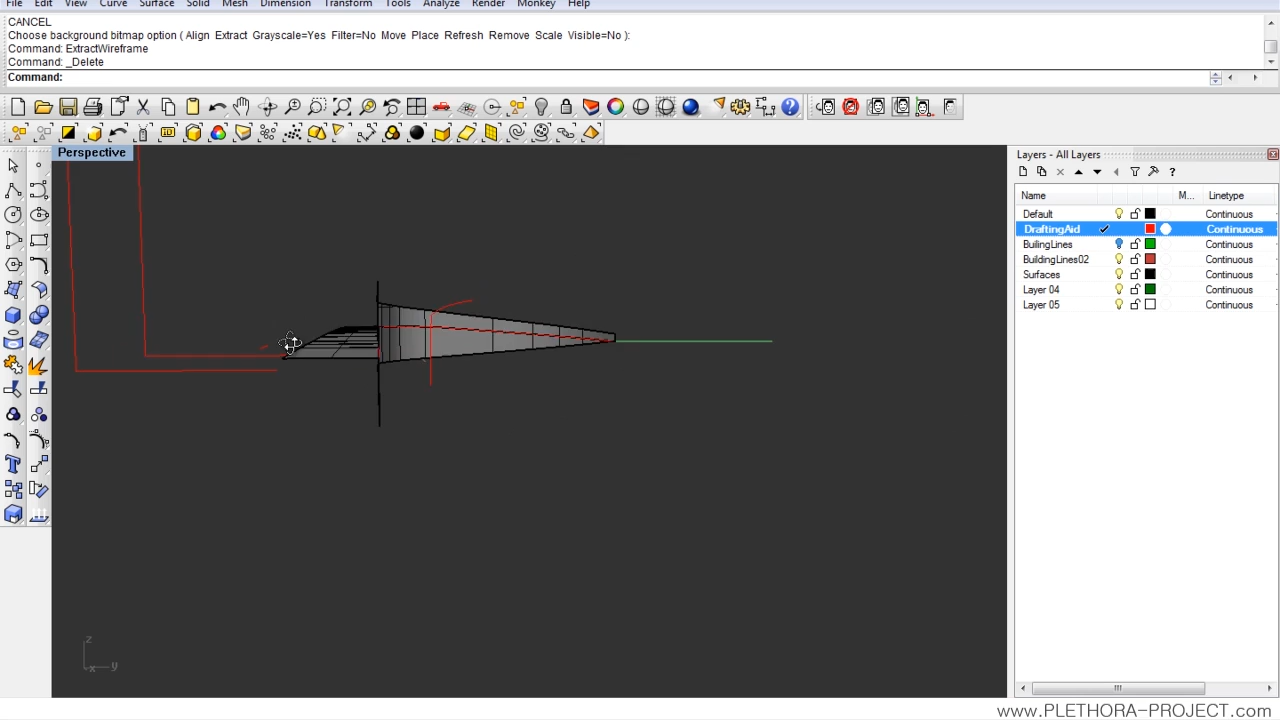 File Edit View Curve Surface Solid Mesh Dimension Transform Tools Analyze Render Monkey Help
CANCEL
Choose background bitmap option ( Align Extract Grayscale=Yes Filter=No Move Place Refresh Remove Scale Visible=No ):
Command: ExtractWireframe
Command: _Delete
Command:
Perspective
Layers - All Layers
Name M... Linetype
Default Continuous
DraftingAid Continuous
BuilingLines Continuous
BuildingLines02 Continuous
Surfaces Continuous
Layer 04 Continuous
Layer 05 Continuous
z
x y
www.PLETHORA-PROJECT.com